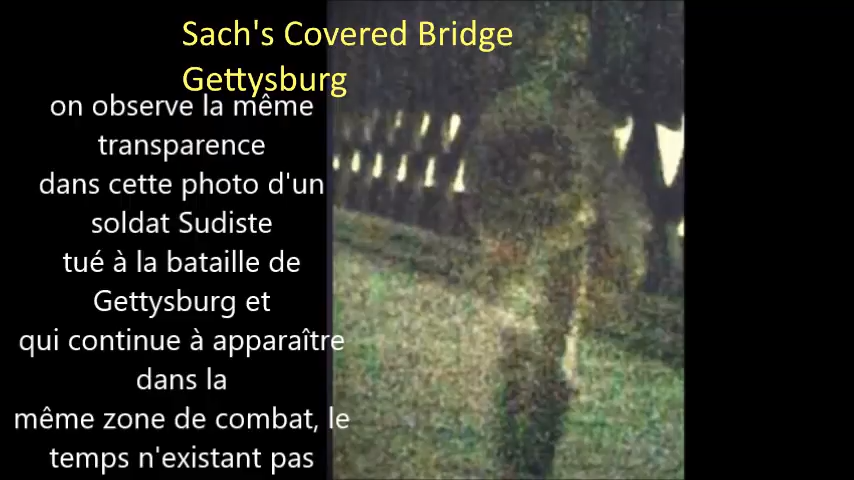 Sach's Covered Bridge
Gettysburg
on observe la même
transparence
dans cette photo d'un
soldat Sudiste
tué à la bataille de
Gettysburg et
qui continue à apparaître
dans la
même zone de combat, le
temps n'existant pas